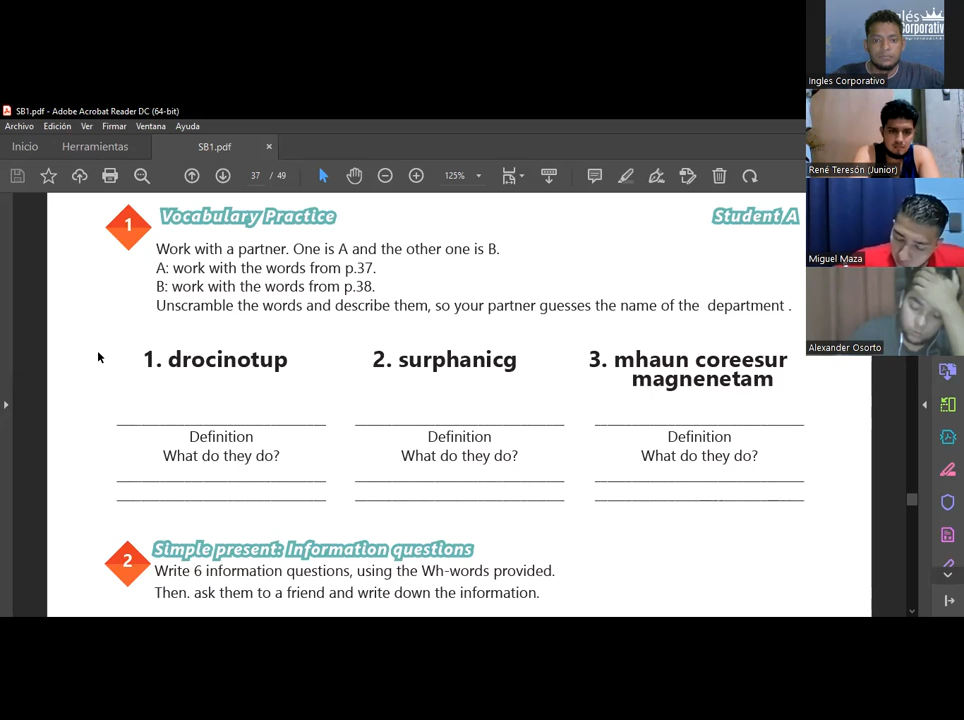 SB1.pdf - Adobe Acrobat Reader DC (64-bit)
Archivo Edición Ver Firmar Ventana Ayuda
Inicio Herramientas SB1.pdf ×
37 / 49 125%
1 Vocabulary Practice Student A
Work with a partner. One is A and the other one is B.
A: work with the words from p.37.
B: work with the words from p.38.
Unscramble the words and describe them, so your partner guesses the name of the department .
1. drocinotup 2. surphanicg 3. mhaun coreesur
magnenetam
Definition Definition Definition
What do they do? What do they do? What do they do?
2 Simple present: Information questions
Write 6 information questions, using the Wh-words provided.
Then. ask them to a friend and write down the information.
glés
Corporativ
Ingles Corporativo
René Teresón (Junior)
Miguel Maza
Alexander Osorto